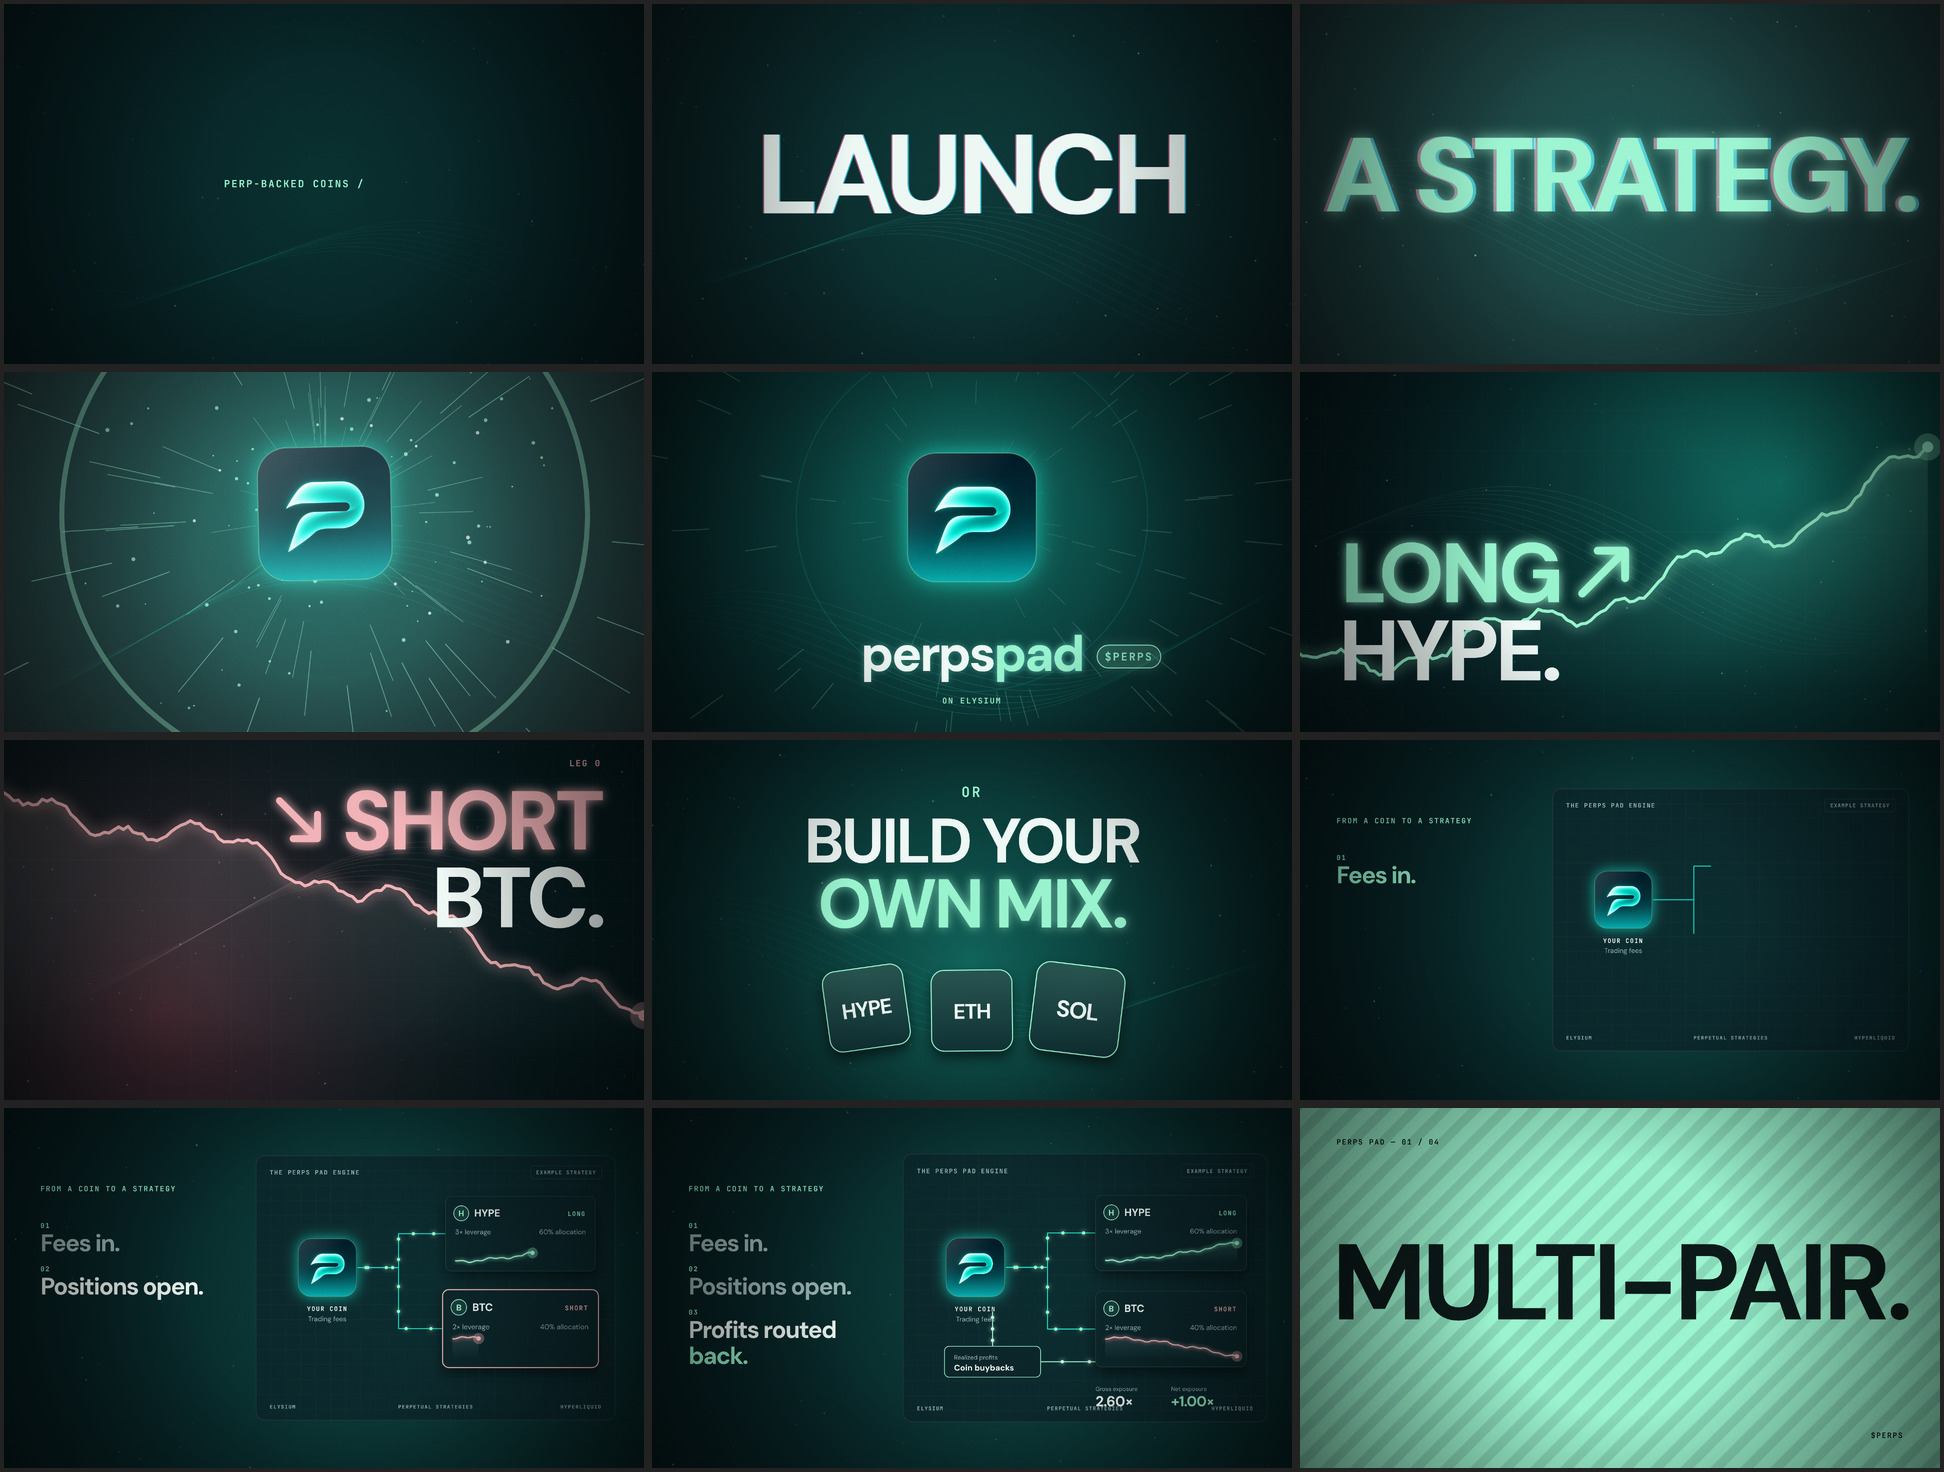 PERP-BACKED COINS /
LAUNCH
A STRATEGY.
perpspad
$PERPS
ON ELYSIUM
LONG ↗
HYPE.
LEG 0
↘ SHORT
BTC.
OR
BUILD YOUR
OWN MIX.
HYPE
ETH
SOL
FROM A COIN TO A STRATEGY
01
Fees in.
THE PERPS PAD ENGINE
EXAMPLE STRATEGY
YOUR COIN
Trading fees
ELYSIUM
PERPETUAL STRATEGIES
HYPERLIQUID
FROM A COIN TO A STRATEGY
01
Fees in.
02
Positions open.
THE PERPS PAD ENGINE
EXAMPLE STRATEGY
YOUR COIN
Trading fees
H HYPE
LONG
3× leverage
60% allocation
B BTC
SHORT
2× leverage
40% allocation
ELYSIUM
PERPETUAL STRATEGIES
HYPERLIQUID
FROM A COIN TO A STRATEGY
01
Fees in.
02
Positions open.
03
Profits routed
back.
THE PERPS PAD ENGINE
EXAMPLE STRATEGY
YOUR COIN
Trading fees
H HYPE
LONG
3× leverage
60% allocation
B BTC
SHORT
2× leverage
40% allocation
Realized profits
Coin buybacks
Gross exposure
2.60×
Net exposure
+1.00×
ELYSIUM
PERPETUAL STRATEGIES
HYPERLIQUID
PERPS PAD — 01 / 04
MULTI-PAIR.
$PERPS